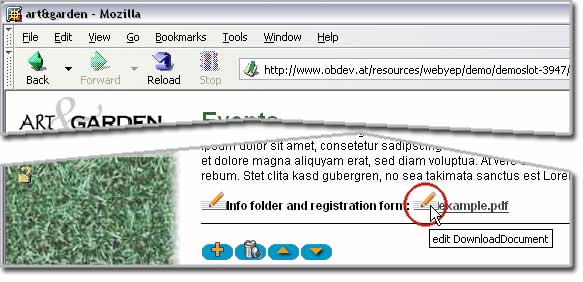 art&garden - Mozilla
File Edit View Go Bookmarks Tools Window Help
Back Forward Reload Stop http://www.obdev.at/resources/webyep/demo/demoslot-3947/
ART & GARDEN Events
ipsum dolor sit amet, consetetur sadipscing
et dolore magna aliquyam erat, sed diam voluptua. At vero
rebum. Stet clita kasd gubergren, no sea takimata sanctus est Lorem
Info folder and registration form: example.pdf
edit DownloadDocument